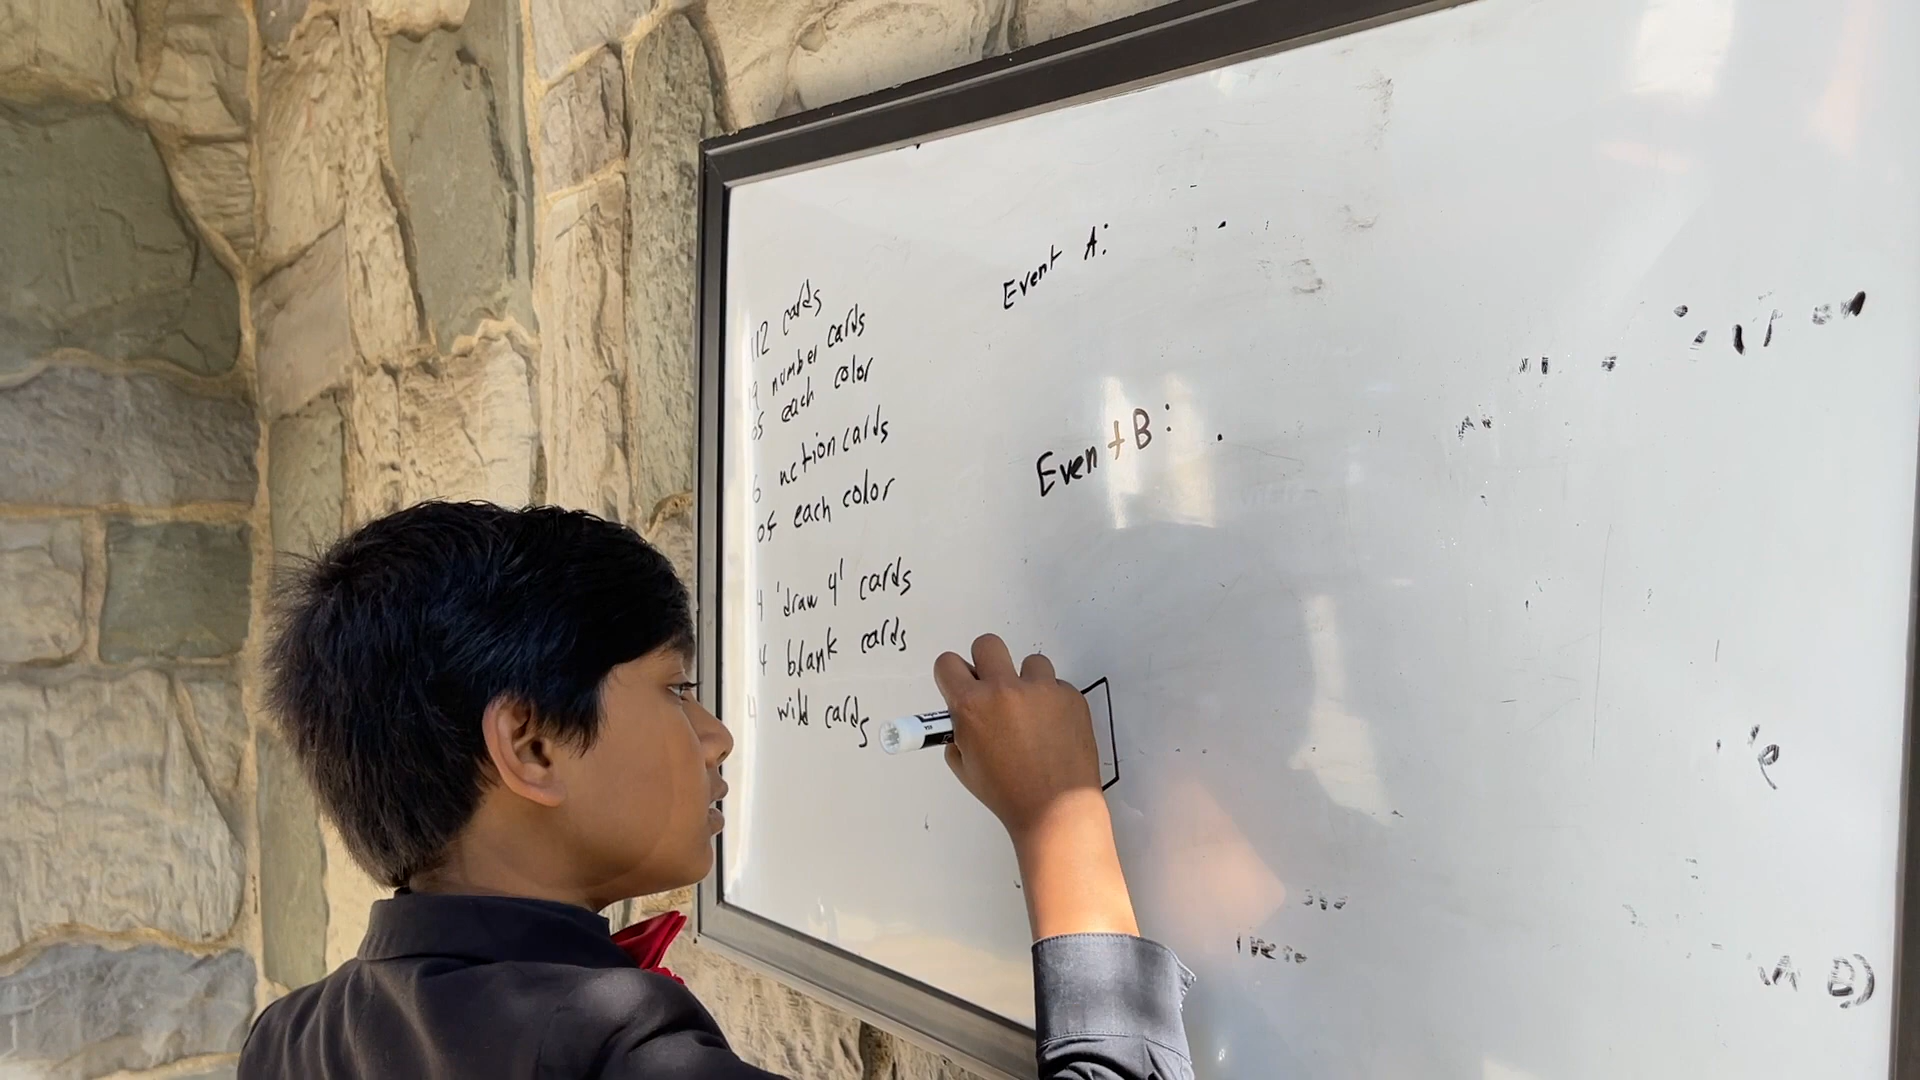 112 cards
19 number cards
of each color
6 action cards
of each color
4 'draw 4' cards
4 blank cards
4 wild cards
Event A:
Event B: